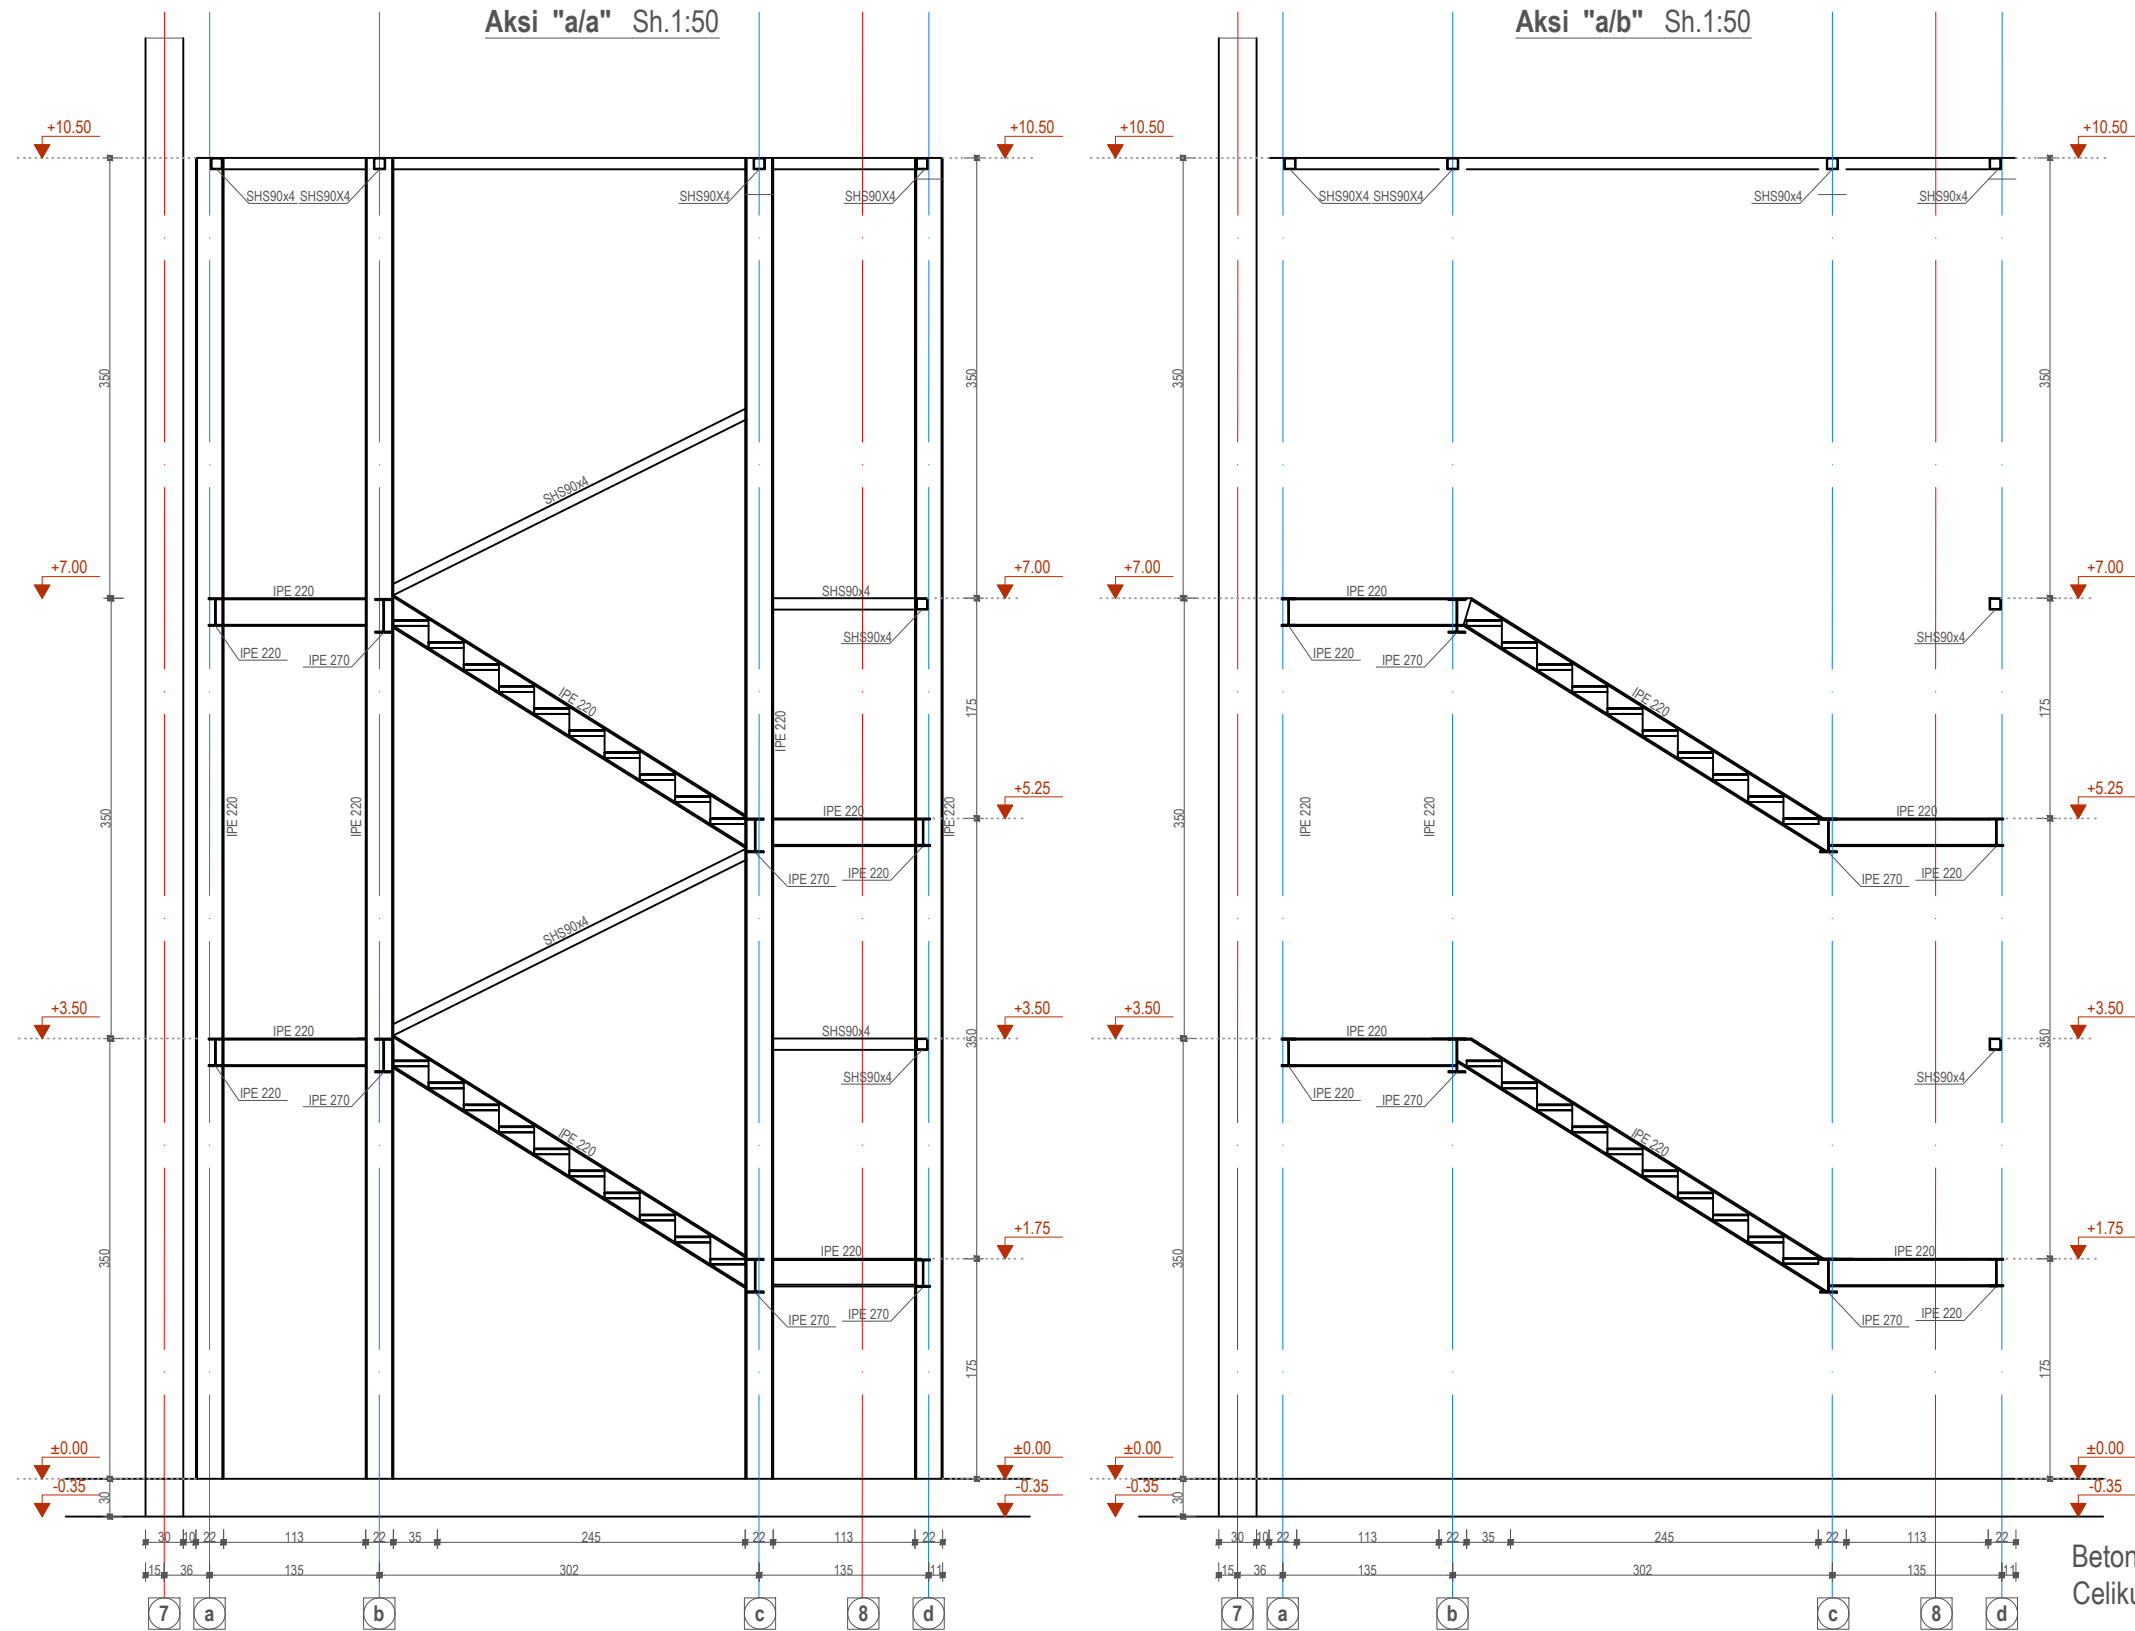 Aksi "a/a" Sh.1:50
Aksi "a/b" Sh.1:50
+10.50
+10.50
+10.50
+10.50
SHS90x4 SHS90X4
SHS90X4
SHS90x4
SHS90X4 SHS90X4
SHS90x4
SHS90x4
350
350
350
350
SHS90x4
+7.00
+7.00
+7.00
+7.00
IPE 220
SHS90x4
IPE 220
IPE 220
IPE 270
SHS90x4
IPE 220
IPE 270
SHS90x4
IPE 220
IPE 220
175
175
IPE 220
+5.25
+5.25
350
IPE 220
IPE 220
IPE 220
IPE 220
350
IPE 220
IPE 220
IPE 220
IPE 270
IPE 220
IPE 270
IPE 220
SHS90x4
+3.50
+3.50
+3.50
+3.50
IPE 220
SHS90x4
350
IPE 220
350
IPE 220
IPE 270
SHS90x4
IPE 220
IPE 270
SHS90x4
IPE 220
IPE 220
+1.75
+1.75
350
IPE 220
350
IPE 220
IPE 270
IPE 270
IPE 270
IPE 220
175
175
±0.00
±0.00
±0.00
±0.00
-0.35
-0.35
-0.35
-0.35
30
30
30 10 22 113 22 35 245 22 113 22
30 10 22 113 22 35 245 22 113 22
15 36 135 302 135 11
15 36 135 302 135 11
7 a b c 8 d
7 a b c 8 d
Beton